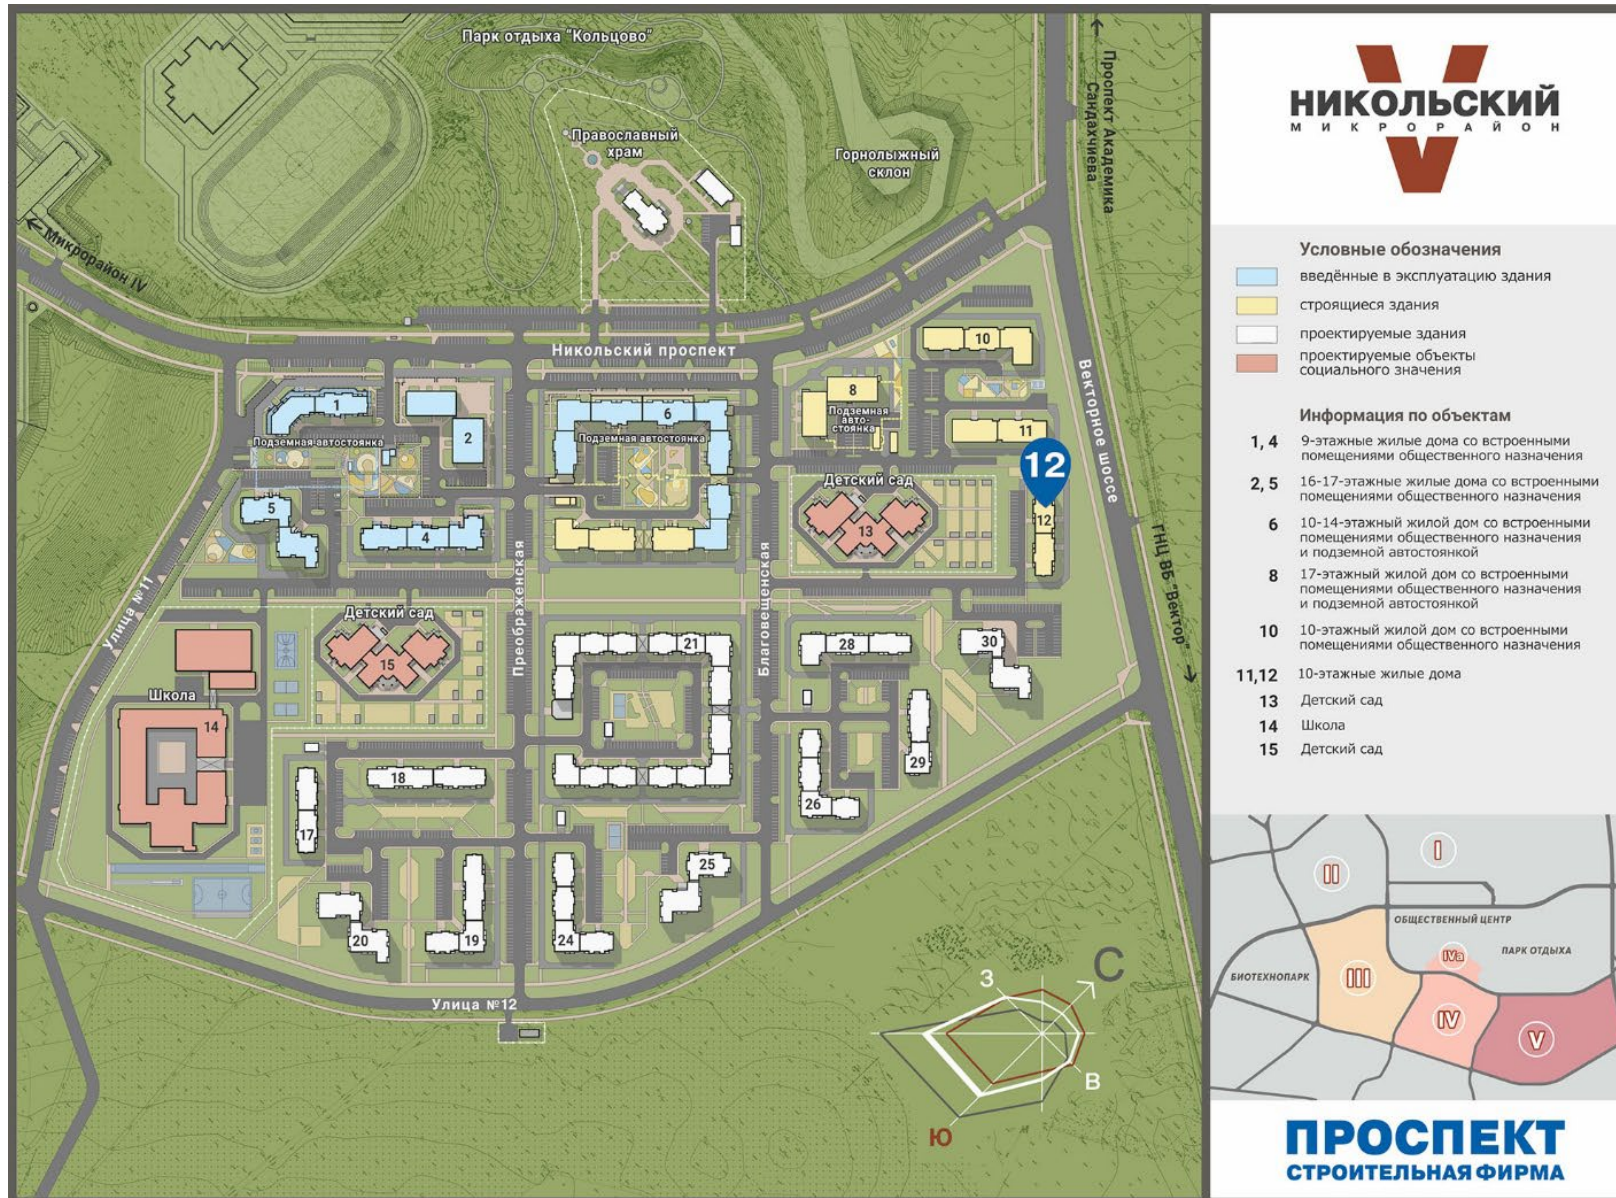 Парк отдыха "Кольцово"
Православный
храм
Горнолыжный
склон
Проспект Академика
Сандахчиева
Микрорайон IV
Никольский проспект
Векторное шоссе
ГНЦ ВБ "Вектор"
1
Подземная автостоянка
2
6
Подземная автостоянка
8
Подземная
авто-
стоянка
10
11
12
12
5
4
Детский сад
13
Преображенская
Благовещенская
Улица №11
Детский сад
15
Школа
14
21
28
30
29
26
18
17
20
19
24
25
Улица №12
С
З
В
Ю
НИКОЛЬСКИЙ
МИКРОРАЙОН
V
Условные обозначения
введённые в эксплуатацию здания
строящиеся здания
проектируемые здания
проектируемые объекты
социального значения
Информация по объектам
1, 4 9-этажные жилые дома со встроенными
помещениями общественного назначения
2, 5 16-17-этажные жилые дома со встроенными
помещениями общественного назначения
6 10-14-этажный жилой дом со встроенными
помещениями общественного назначения
и подземной автостоянкой
8 17-этажный жилой дом со встроенными
помещениями общественного назначения
и подземной автостоянкой
10 10-этажный жилой дом со встроенными
помещениями общественного назначения
11,12 10-этажные жилые дома
13 Детский сад
14 Школа
15 Детский сад
I
II
ОБЩЕСТВЕННЫЙ ЦЕНТР
ПАРК ОТДЫХА
IVa
БИОТЕХНОПАРК
III
IV
V
ПРОСПЕКТ
СТРОИТЕЛЬНАЯ ФИРМА